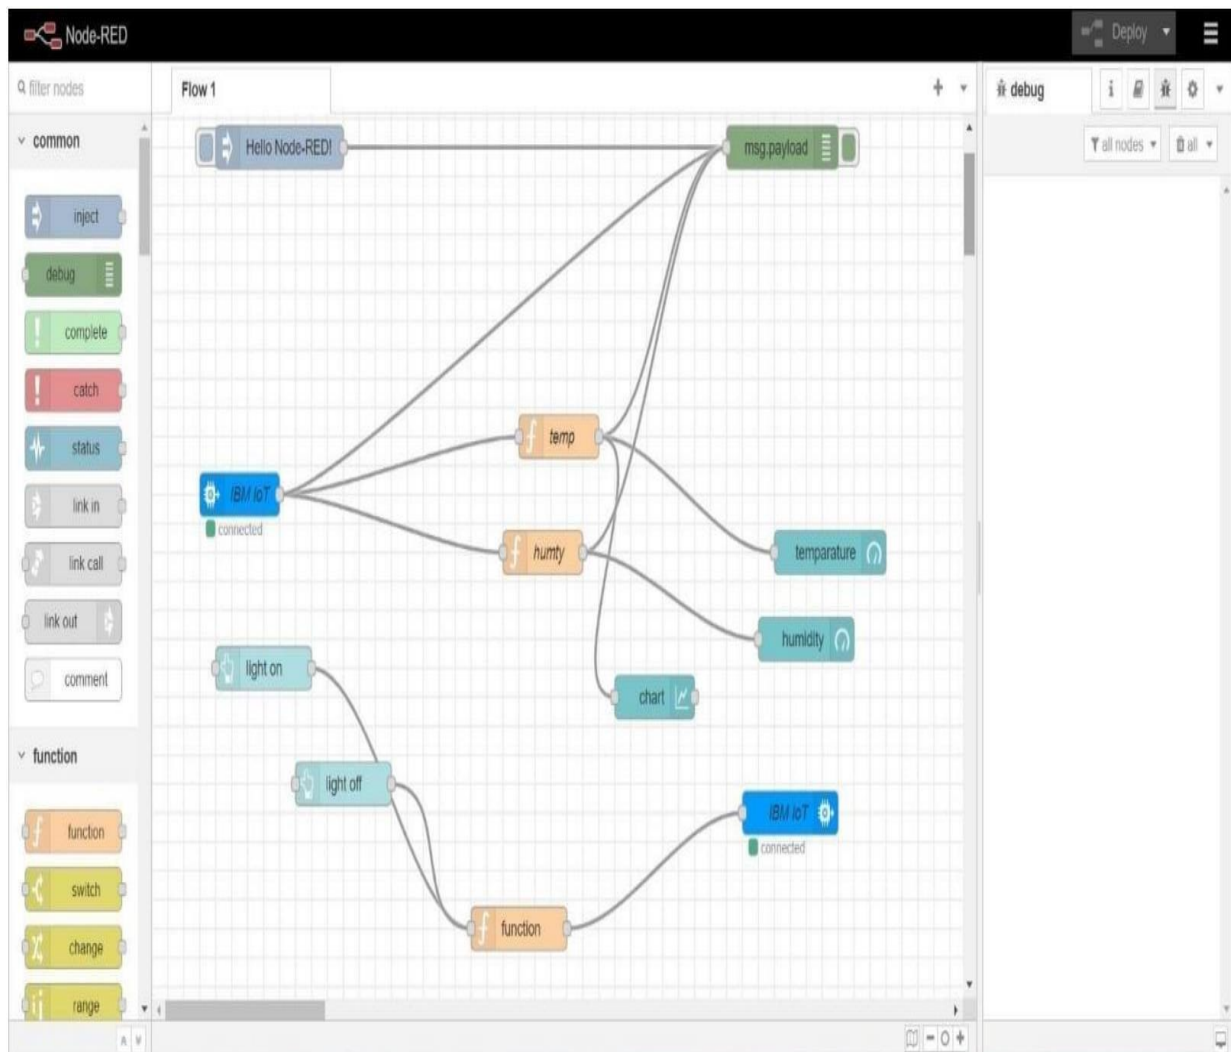 Node-RED
Deploy
filter nodes
Flow 1
debug
i
common
all nodes
all
Hello Node-RED!
msg.payload
inject
debug
complete
catch
status
link in
link call
link out
comment
temp
IBM IoT
connected
humty
temparature
humidity
light on
chart
light off
IBM IoT
connected
function
function
function
switch
change
range